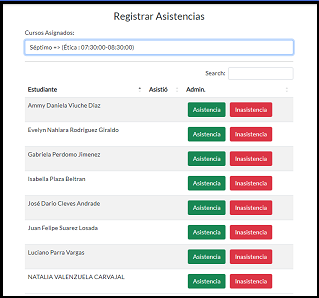 Registrar Asistencias
Cursos Asignados:
Séptimo => (Ética : 07:30:00-08:30:00)
Search:
Estudiante Asistió Admin.
Ammy Daniela Viuche Diaz Asistencia Inasistencia
Evelyn Nahiara Rodriguez Giraldo Asistencia Inasistencia
Gabriela Perdomo Jimenez Asistencia Inasistencia
Isabella Plaza Beltran Asistencia Inasistencia
José Dario Cleves Andrade Asistencia Inasistencia
Juan Felipe Suarez Losada Asistencia Inasistencia
Luciano Parra Vargas Asistencia Inasistencia
NATALIA VALENZUELA CARVAJAL Asistencia Inasistencia